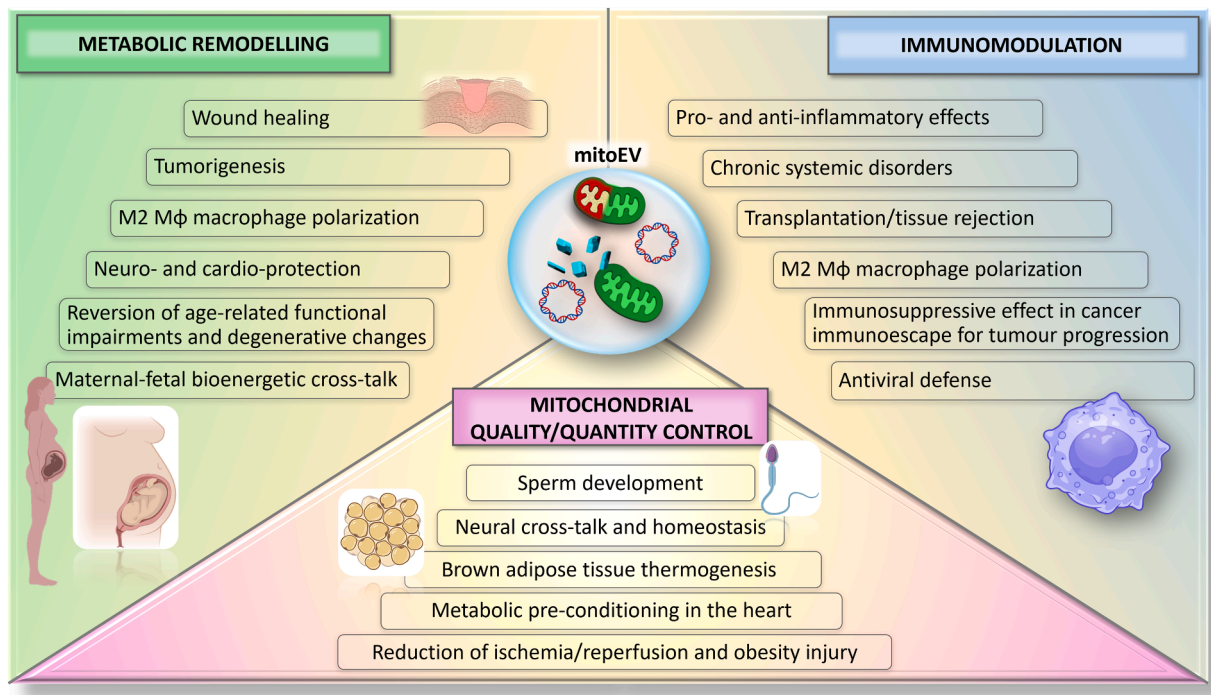 METABOLIC REMODELLING
Wound healing
Tumorigenesis
M2 Mϕ macrophage polarization
Neuro- and cardio-protection
Reversion of age-related functional
impairments and degenerative changes
Maternal-fetal bioenergetic cross-talk
mitoEV
IMMUNOMODULATION
Pro- and anti-inflammatory effects
Chronic systemic disorders
Transplantation/tissue rejection
M2 Mϕ macrophage polarization
Immunosuppressive effect in cancer
immunoescape for tumour progression
Antiviral defense
MITOCHONDRIAL
QUALITY/QUANTITY CONTROL
Sperm development
Neural cross-talk and homeostasis
Brown adipose tissue thermogenesis
Metabolic pre-conditioning in the heart
Reduction of ischemia/reperfusion and obesity injury